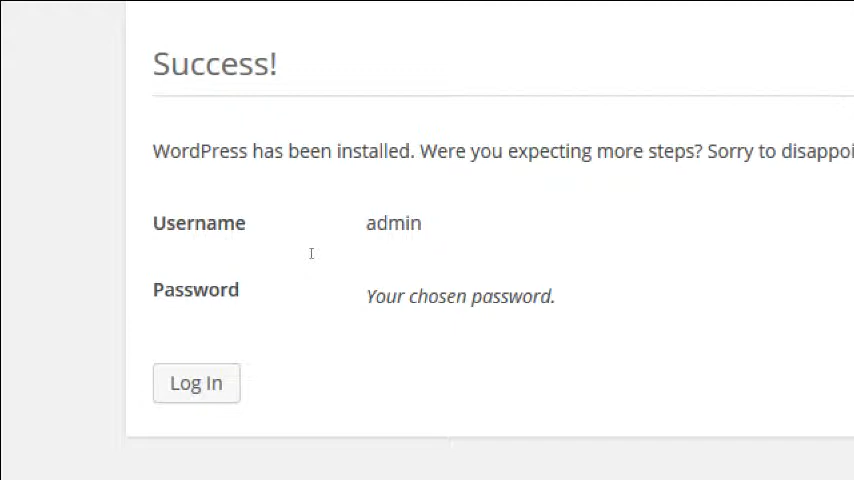 Success!
WordPress has been installed. Were you expecting more steps? Sorry to disappoi
Username admin
Password Your chosen password.
Log In